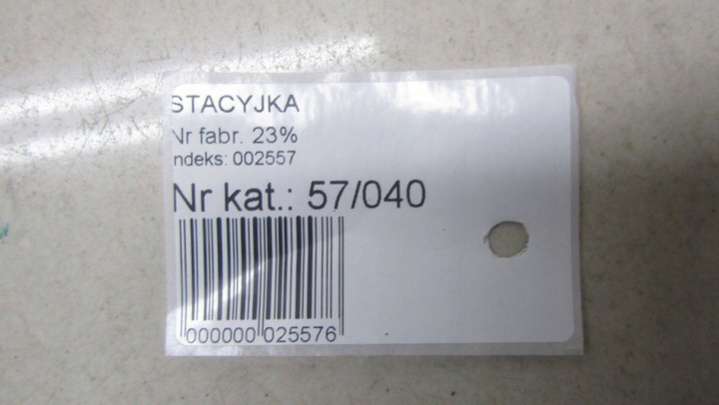 STACYJKA
Nr fabr. 23%
ndeks: 002557
Nr kat.: 57/040
000000 025576